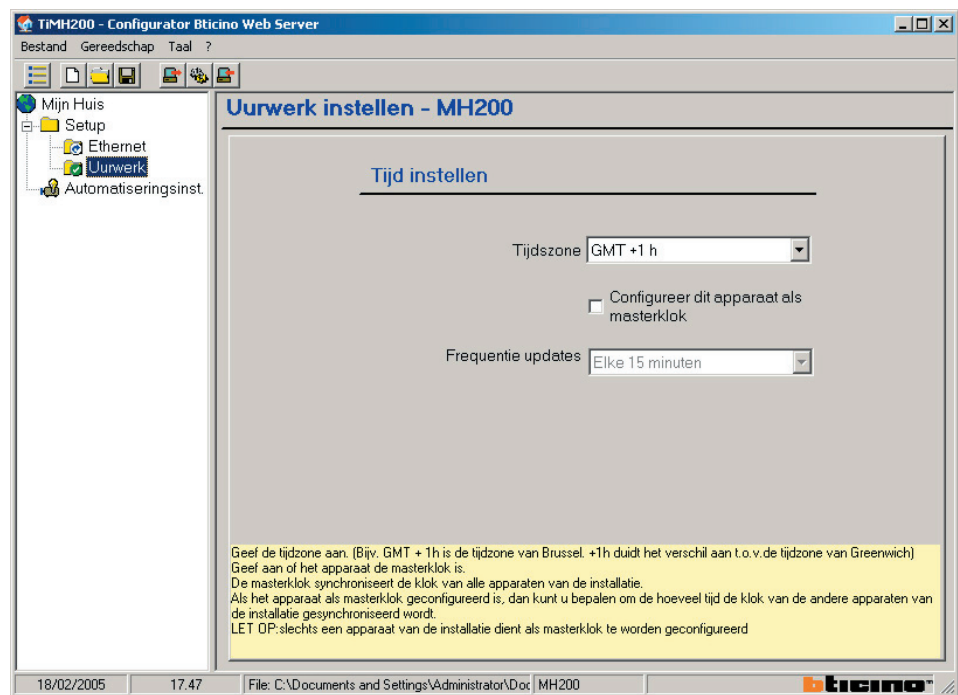 TiMH200 - Configurator Bticino Web Server
Bestand Gereedschap Taal ?
Mijn Huis
Setup
Ethernet
Uurwerk
Automatiseringsinst.
Uurwerk instellen - MH200
Tijd instellen
Tijdszone GMT +1 h
Configureer dit apparaat als
masterklok
Frequentie updates Elke 15 minuten
Geef de tijdzone aan. (Bijv. GMT + 1h is de tijdzone van Brussel. +1h duidt het verschil aan t.o.v.de tijdzone van Greenwich)
Geef aan of het apparaat de masterklok is.
De masterklok synchroniseert de klok van alle apparaten van de installatie.
Als het apparaat als masterklok geconfigureerd is, dan kunt u bepalen om de hoeveel tijd de klok van de andere apparaten van
de installatie gesynchroniseerd wordt.
LET OP:slechts een apparaat van de installatie dient als masterklok te worden geconfigureerd
18/02/2005 17.47 File: C:\Documents and Settings\Administrator\Doc MH200 bticino